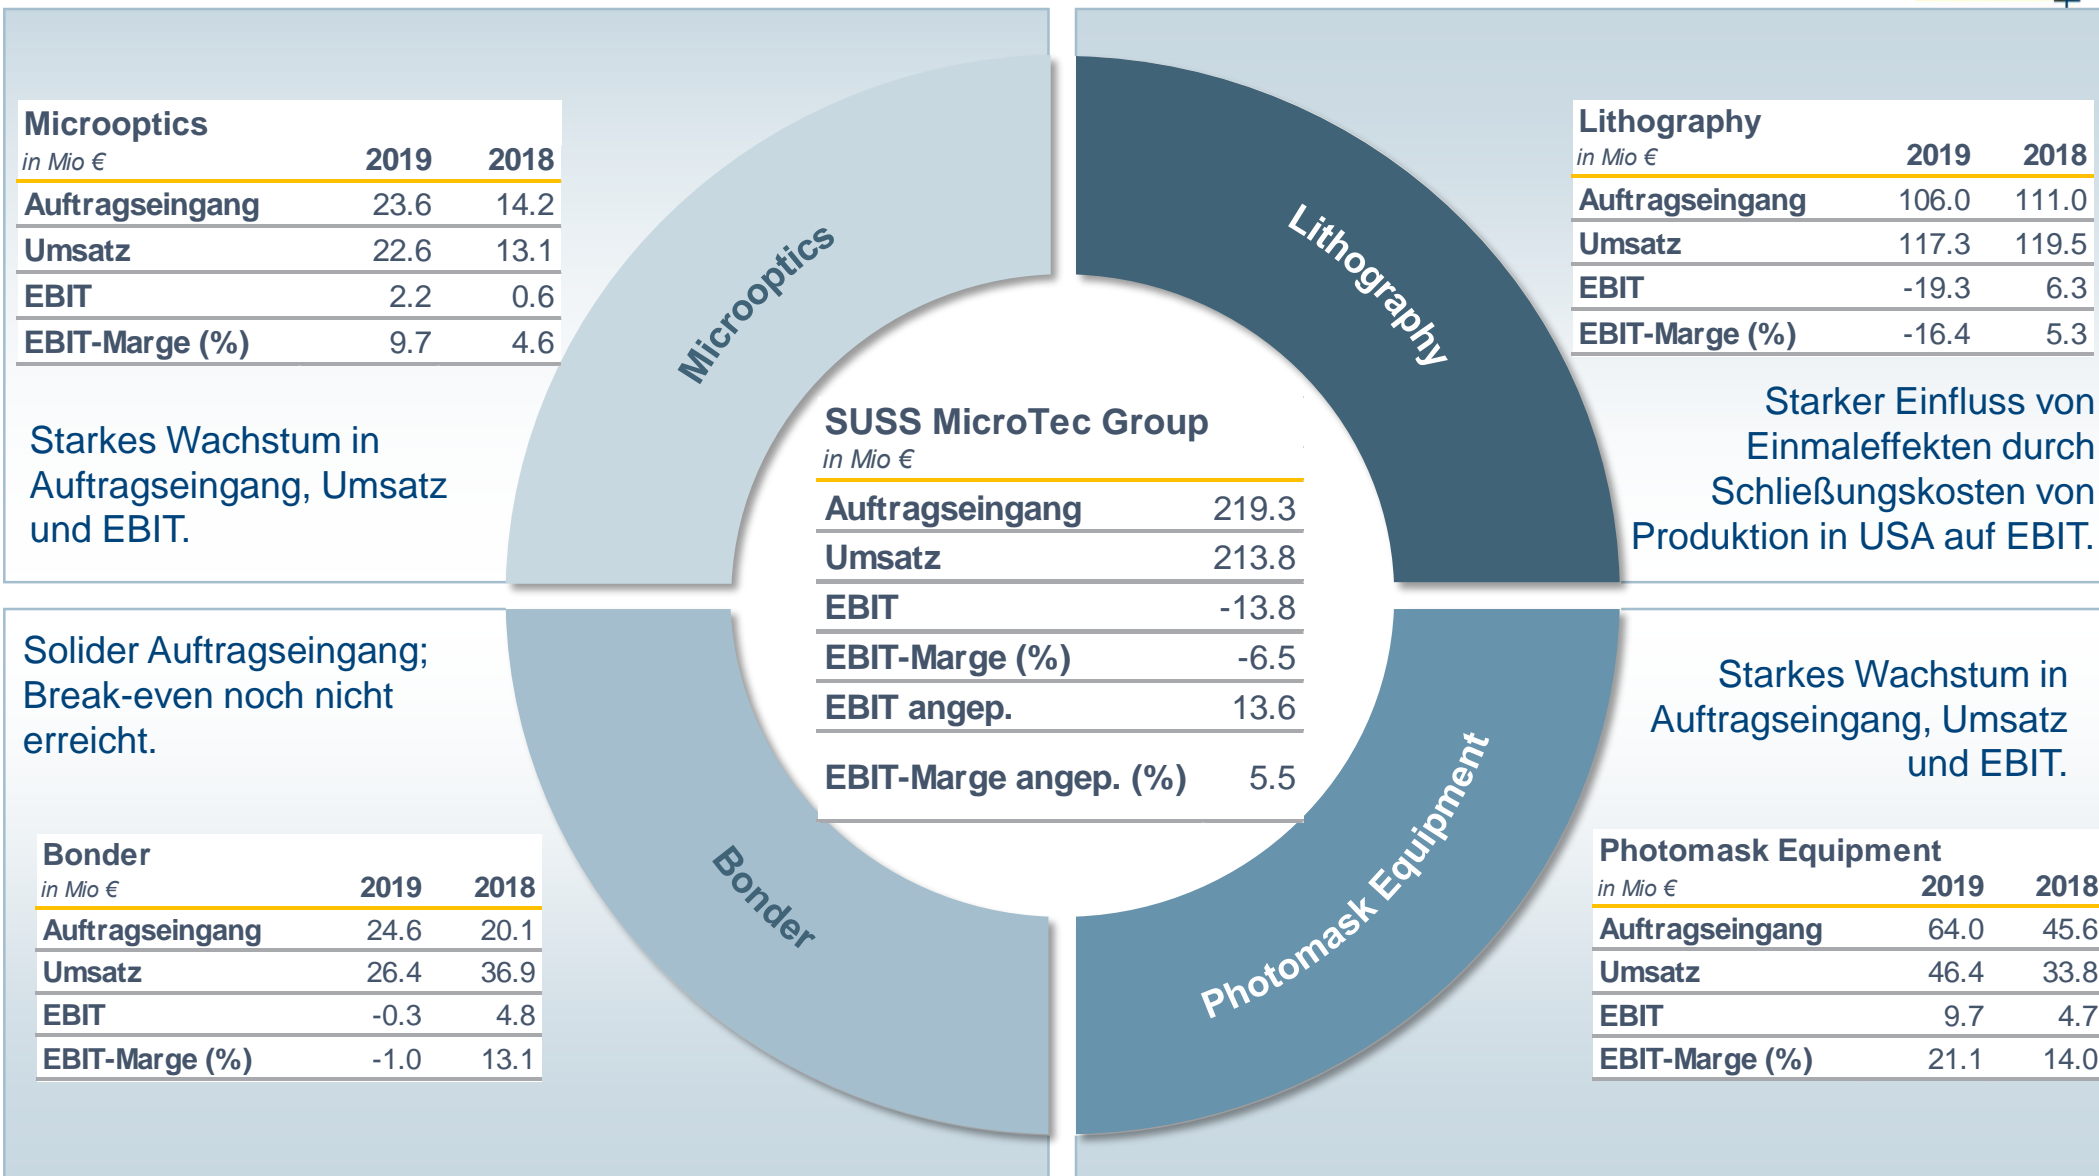 Microoptics
in Mio € 2019 2018
Auftragseingang 23.6 14.2
Umsatz 22.6 13.1
EBIT 2.2 0.6
EBIT-Marge (%) 9.7 4.6
Starkes Wachstum in
Auftragseingang, Umsatz
und EBIT.
Microoptics
Lithography
Lithography
in Mio € 2019 2018
Auftragseingang 106.0 111.0
Umsatz 117.3 119.5
EBIT -19.3 6.3
EBIT-Marge (%) -16.4 5.3
Starker Einfluss von
Einmaleffekten durch
Schließungskosten von
Produktion in USA auf EBIT.
SUSS MicroTec Group
in Mio €
Auftragseingang 219.3
Umsatz 213.8
EBIT -13.8
EBIT-Marge (%) -6.5
EBIT angep. 13.6
EBIT-Marge angep. (%) 5.5
Solider Auftragseingang;
Break-even noch nicht
erreicht.
Bonder
in Mio € 2019 2018
Auftragseingang 24.6 20.1
Umsatz 26.4 36.9
EBIT -0.3 4.8
EBIT-Marge (%) -1.0 13.1
Bonder
Photomask Equipment
Starkes Wachstum in
Auftragseingang, Umsatz
und EBIT.
Photomask Equipment
in Mio € 2019 2018
Auftragseingang 64.0 45.6
Umsatz 46.4 33.8
EBIT 9.7 4.7
EBIT-Marge (%) 21.1 14.0